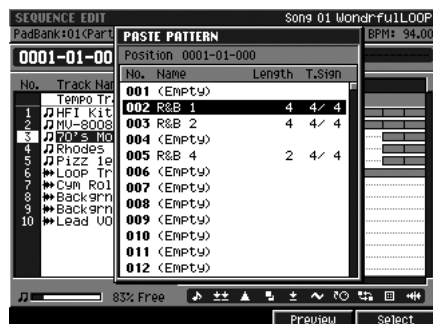 SEQUENCE EDIT Song 01 WondrfulLOOP
PadBank:01(Part BPM: 94.00
0001-01-00
PASTE PATTERN
Position 0001-01-000
No. Name Length T.Sign
001 (Empty)
002 R&B 1 4 4/ 4
003 R&B 2 4 4/ 4
004 (Empty)
005 R&B 4 2 4/ 4
006 (Empty)
007 (Empty)
008 (Empty)
009 (Empty)
010 (Empty)
011 (Empty)
012 (Empty)
No. Track Nam
Tempo Tr
1 HFI Kit
2 MV-8008
3 70's Mo
4 Rhodes
5 Pizz le
6 Loop Tr
7 Cym Rol
8 Backgrn
9 Backgrn
10 Lead VO
83% Free
Preview Select